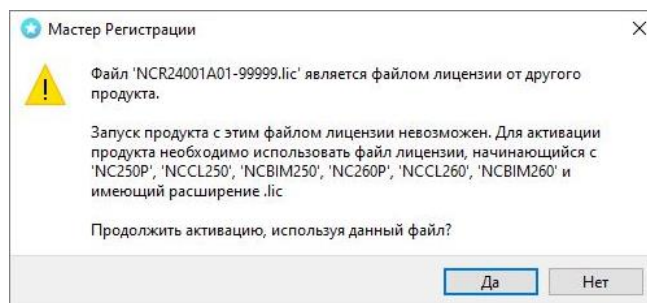 Мастер Регистрации
Файл 'NCR24001A01-99999.lic' является файлом лицензии от другого
продукта.
Запуск продукта с этим файлом лицензии невозможен. Для активации
продукта необходимо использовать файл лицензии, начинающийся с
'NC250P', 'NCCL250', 'NCBIM250', 'NC260P', 'NCCL260', 'NCBIM260' и
имеющий расширение .lic
Продолжить активацию, используя данный файл?
Да Нет